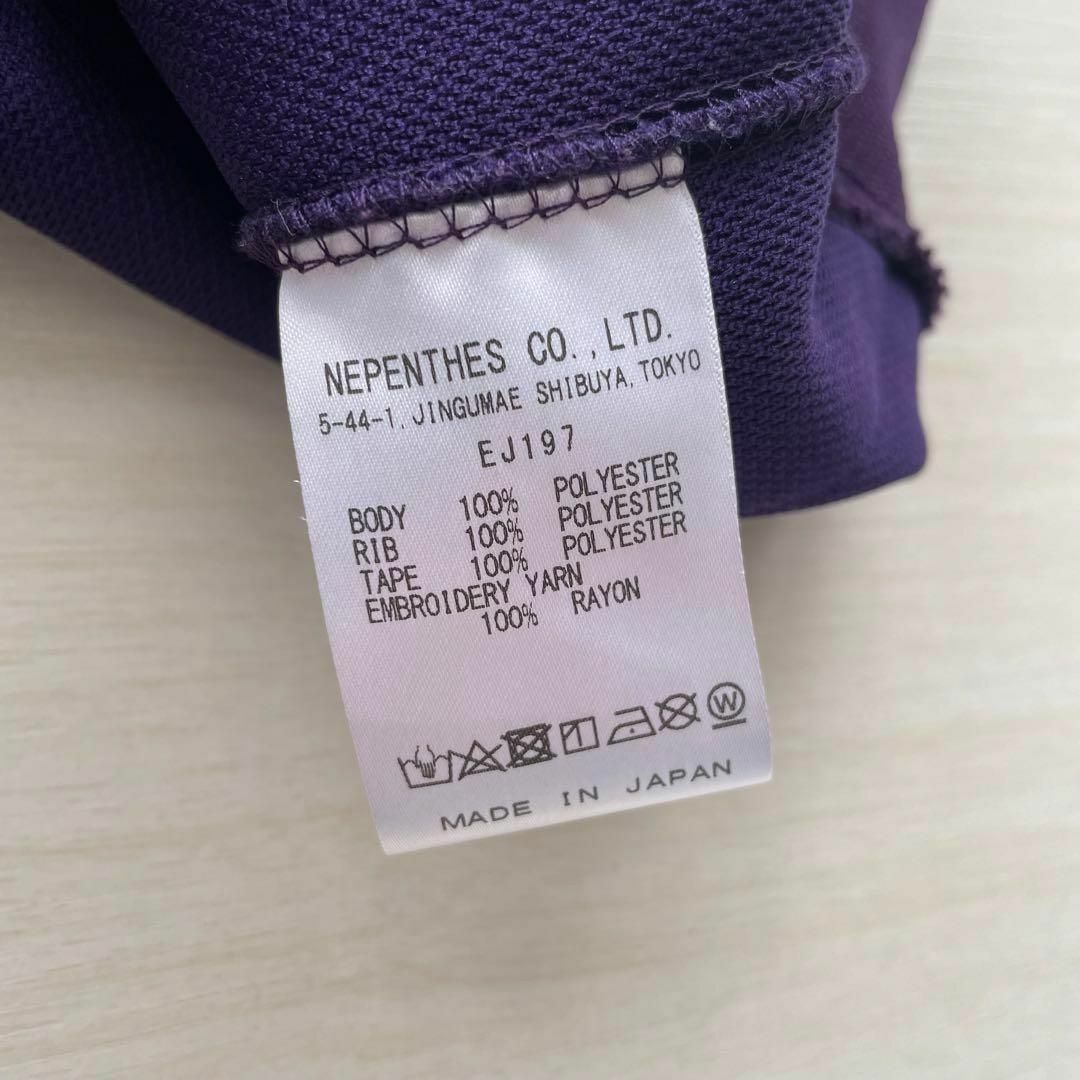 NEPENTHES CO.,LTD.
5-44-1, JINGUMAE SHIBUYA, TOKYO
EJ197
BODY 100% POLYESTER
RIB 100% POLYESTER
TAPE 100% POLYESTER
EMBROIDERY YARN
100% RAYON
W
MADE IN JAPAN